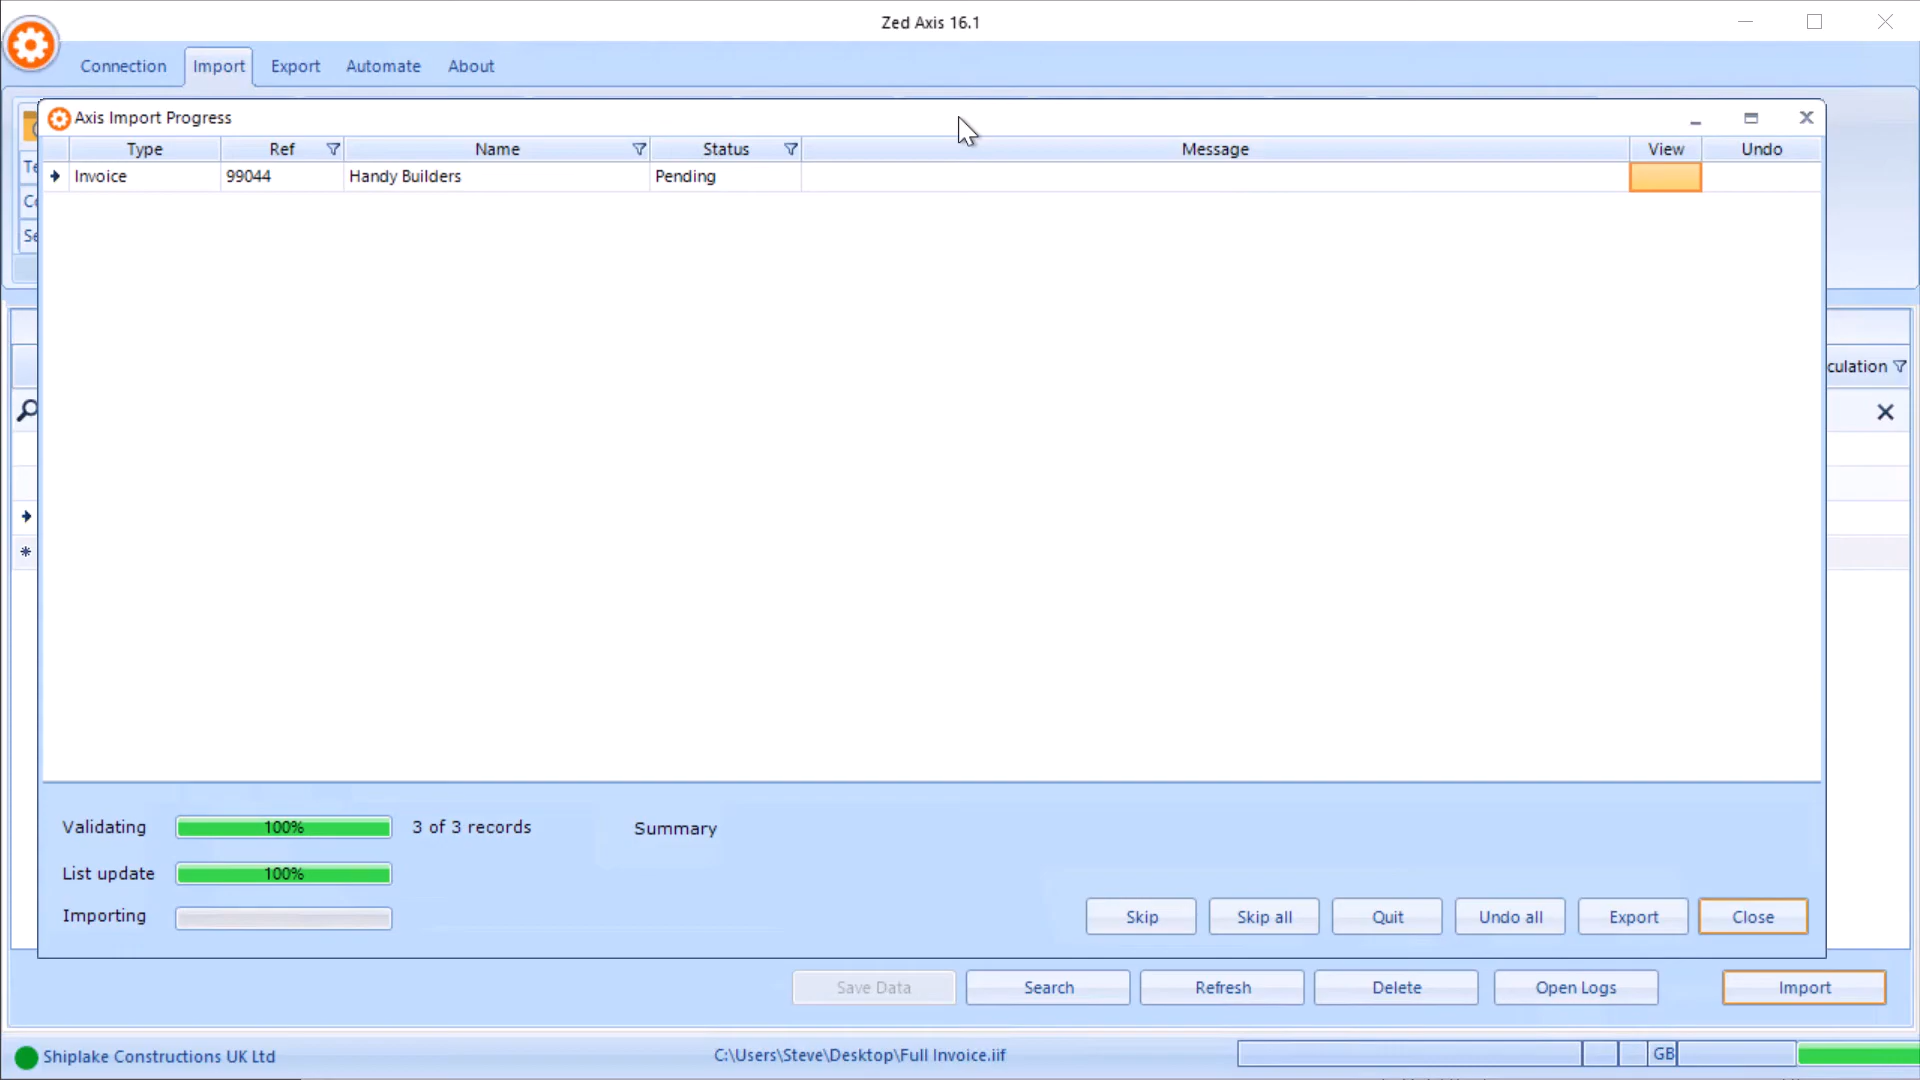 Zed Axis 16.1
Connection Import Export Automate About
Axis Import Progress
Type Ref Name Status Message View Undo
Invoice 99044 Handy Builders Pending
culation
Validating 100% 3 of 3 records Summary
List update 100%
Importing
Skip Skip all Quit Undo all Export Close
Save Data Search Refresh Delete Open Logs Import
Shiplake Constructions UK Ltd C:\Users\Steve\Desktop\Full Invoice.iif GB